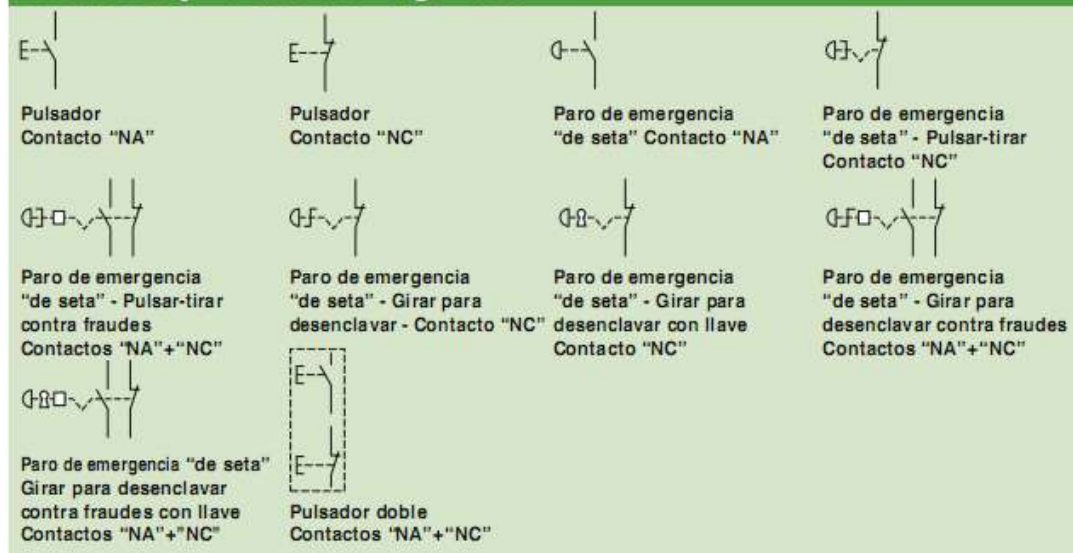 Pulsador
Contacto “NA”
Pulsador
Contacto “NC”
Paro de emergencia
“de seta” Contacto “NA”
Paro de emergencia
“de seta” - Pulsar-tirar
Contacto “NC”
Paro de emergencia
“de seta” - Pulsar-tirar
contra fraudes
Contactos “NA”+“NC”
Paro de emergencia
“de seta” - Girar para
desenclavar - Contacto “NC”
Paro de emergencia
“de seta” - Girar para
desenclavar con llave
Contacto “NC”
Paro de emergencia
“de seta” - Girar para
desenclavar contra fraudes
Contactos “NA”+“NC”
Paro de emergencia “de seta”
Girar para desenclavar
contra fraudes con llave
Contactos “NA”+”NC”
Pulsador doble
Contactos “NA”+“NC”